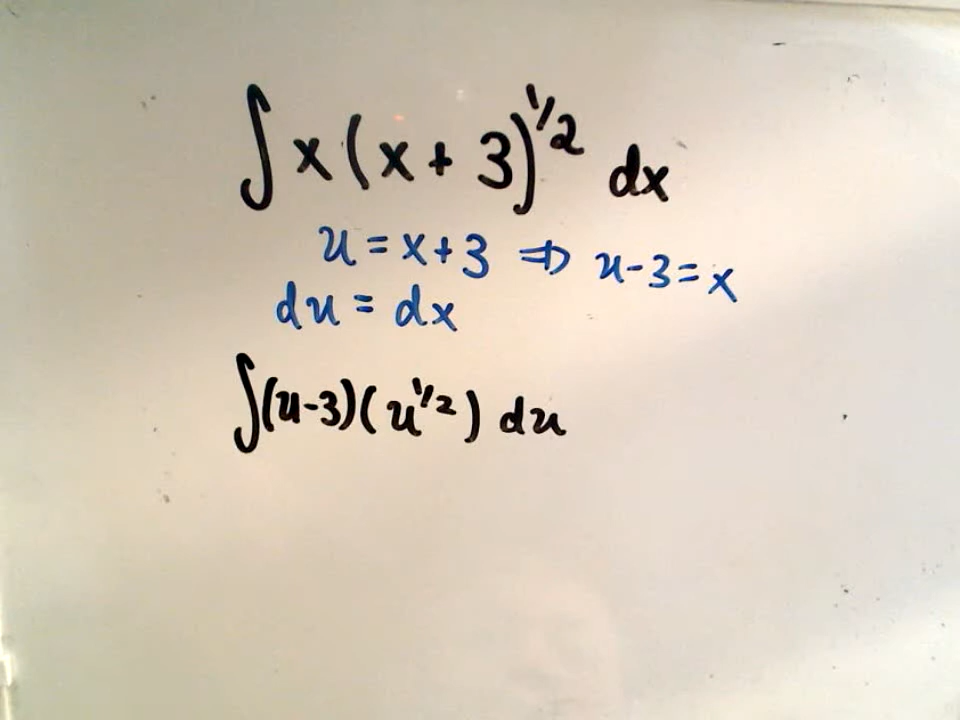 ∫ x (x + 3)^1/2 dx
u = x + 3 ⇒ u - 3 = x
du = dx
∫ (u - 3) (u^1/2) du